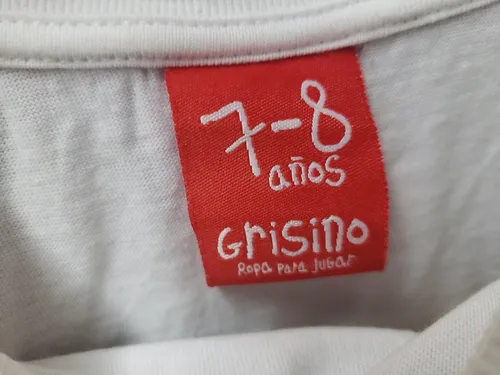 7-8
años
Grisino
Ropa para jugar